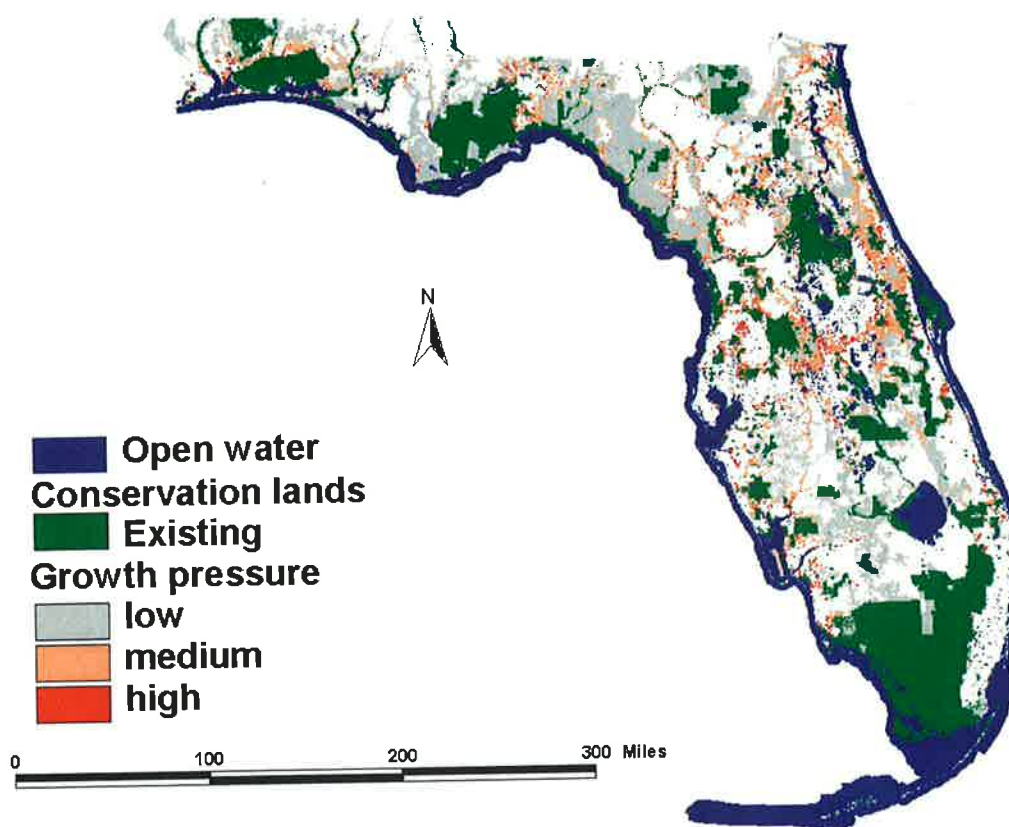 N
Open water
Conservation lands
Existing
Growth pressure
low
medium
high
0 100 200 300 Miles